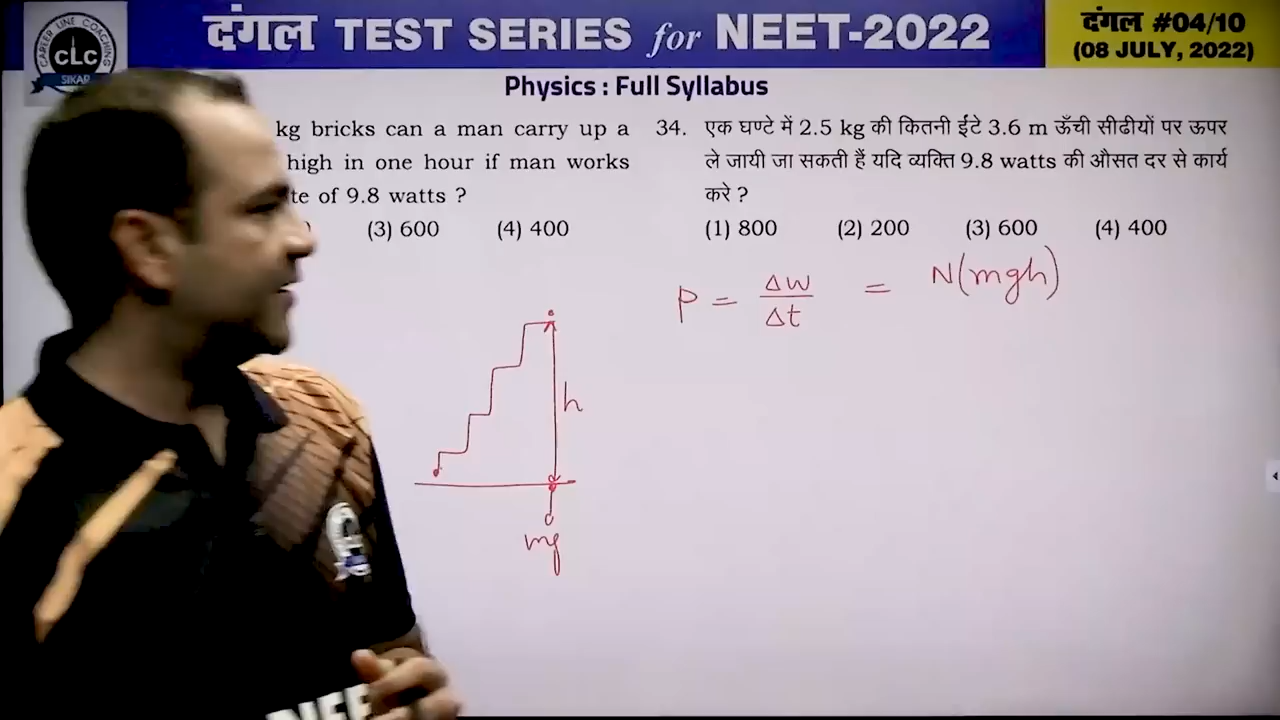 दंगल TEST SERIES for NEET-2022
दंगल #04/10
(08 JULY, 2022)
CAREER LINE COACHING
CLC
SIKAR
Physics : Full Syllabus
kg bricks can a man carry up a
high in one hour if man works
te of 9.8 watts ?
(3) 600 (4) 400
34. एक घण्टे में 2.5 kg की कितनी ईंटे 3.6 m ऊँची सीढीयों पर ऊपर
ले जायी जा सकती हैं यदि व्यक्ति 9.8 watts की औसत दर से कार्य
करे ?
(1) 800 (2) 200 (3) 600 (4) 400
P = ΔW/Δt = N(mgh)
h
mg